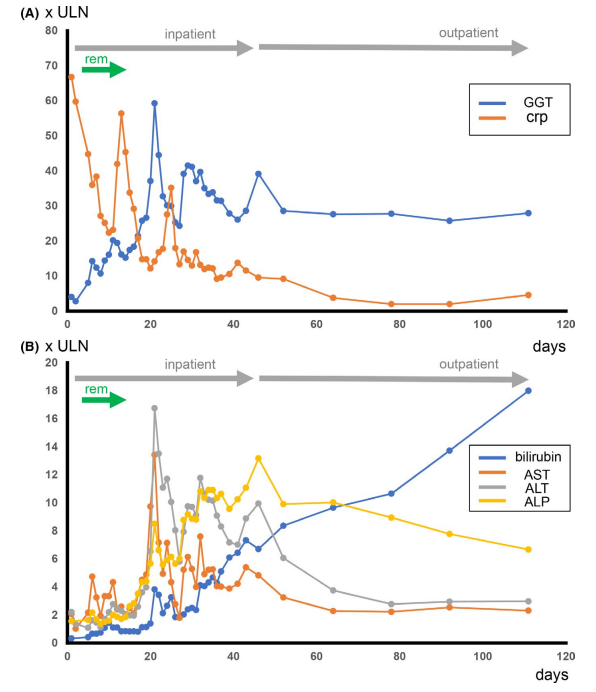 (A) x ULN
80
inpatient outpatient
70
rem
60
GGT
crp
50
40
30
20
10
0
0 20 40 60 80 100 120
days
(B) x ULN
20
inpatient outpatient
18
rem
16
14
bilirubin
12
AST
ALT
10
ALP
8
6
4
2
0
0 20 40 60 80 100 120
days